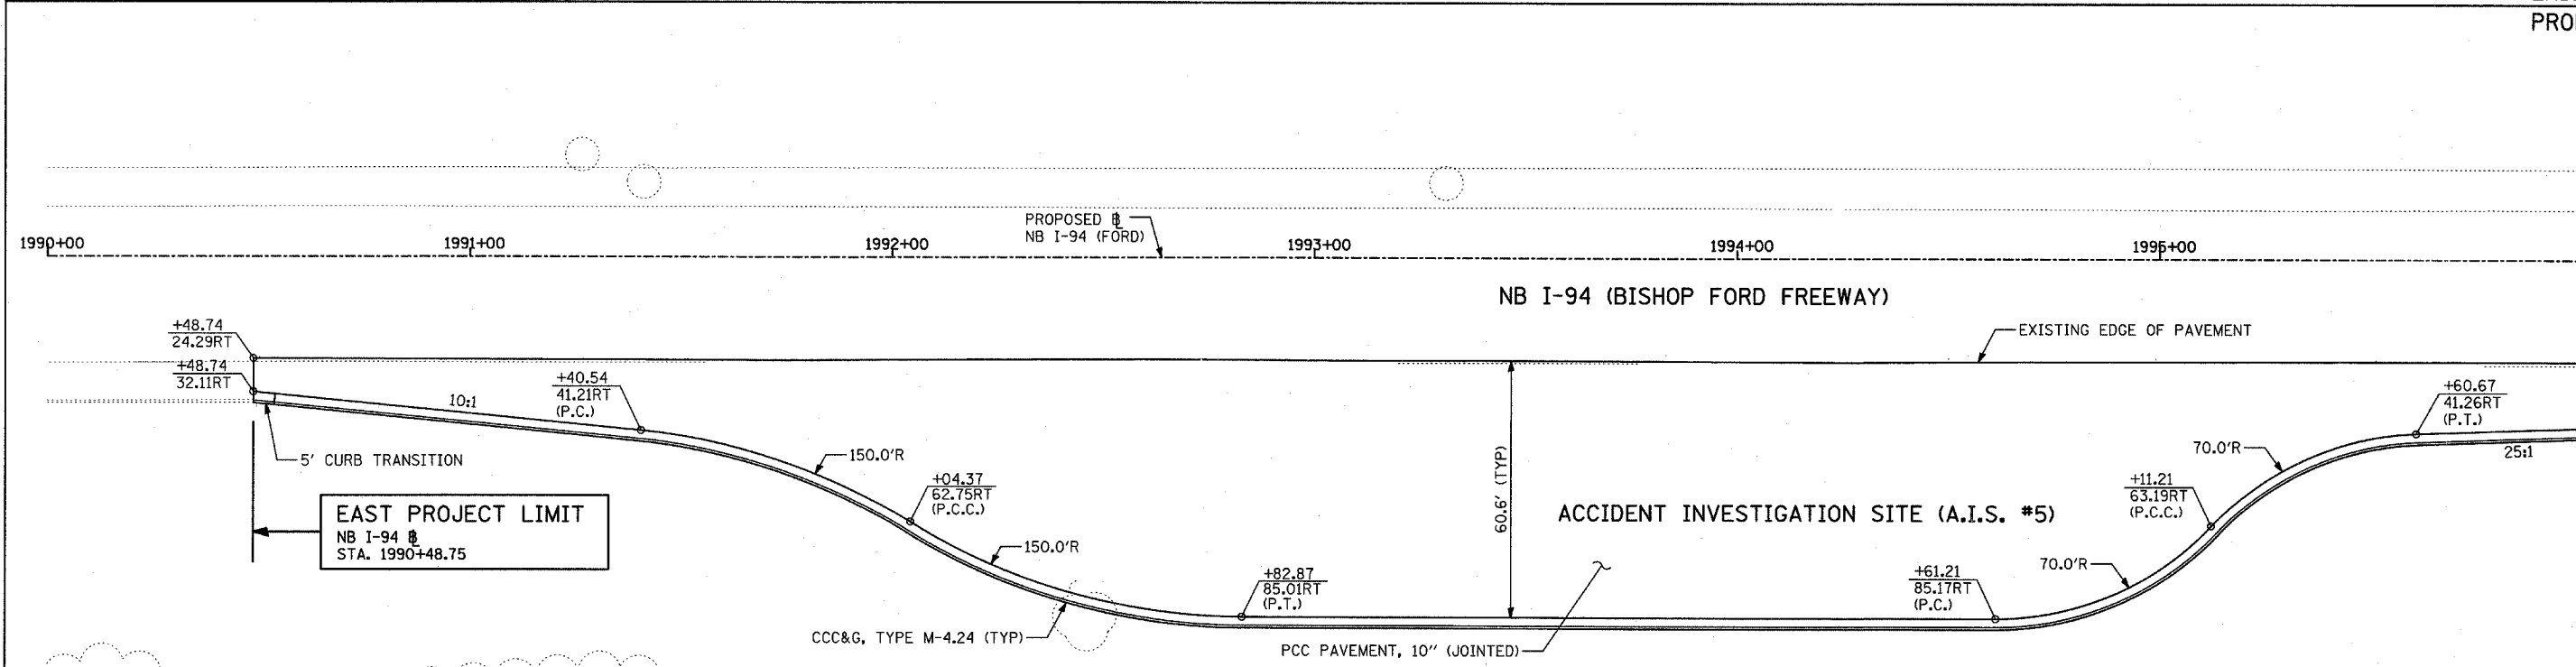 PRO
PROPOSED ℄
NB I-94 (FORD)
1990+00
1991+00
1992+00
1993+00
1994+00
1995+00
NB I-94 (BISHOP FORD FREEWAY)
+48.74
24.29RT
EXISTING EDGE OF PAVEMENT
+48.74
32.11RT
+40.54
41.21RT
(P.C.)
10:1
+60.67
41.26RT
(P.T.)
5' CURB TRANSITION
150.0'R
70.0'R
25:1
+04.37
62.75RT
(P.C.C.)
60.6' (TYP)
+11.21
63.19RT
(P.C.C.)
EAST PROJECT LIMIT
NB I-94 ℄
STA. 1990+48.75
ACCIDENT INVESTIGATION SITE (A.I.S. #5)
150.0'R
70.0'R
+82.87
85.01RT
(P.T.)
+61.21
85.17RT
(P.C.)
CCC&G, TYPE M-4.24 (TYP)
PCC PAVEMENT, 10" (JOINTED)